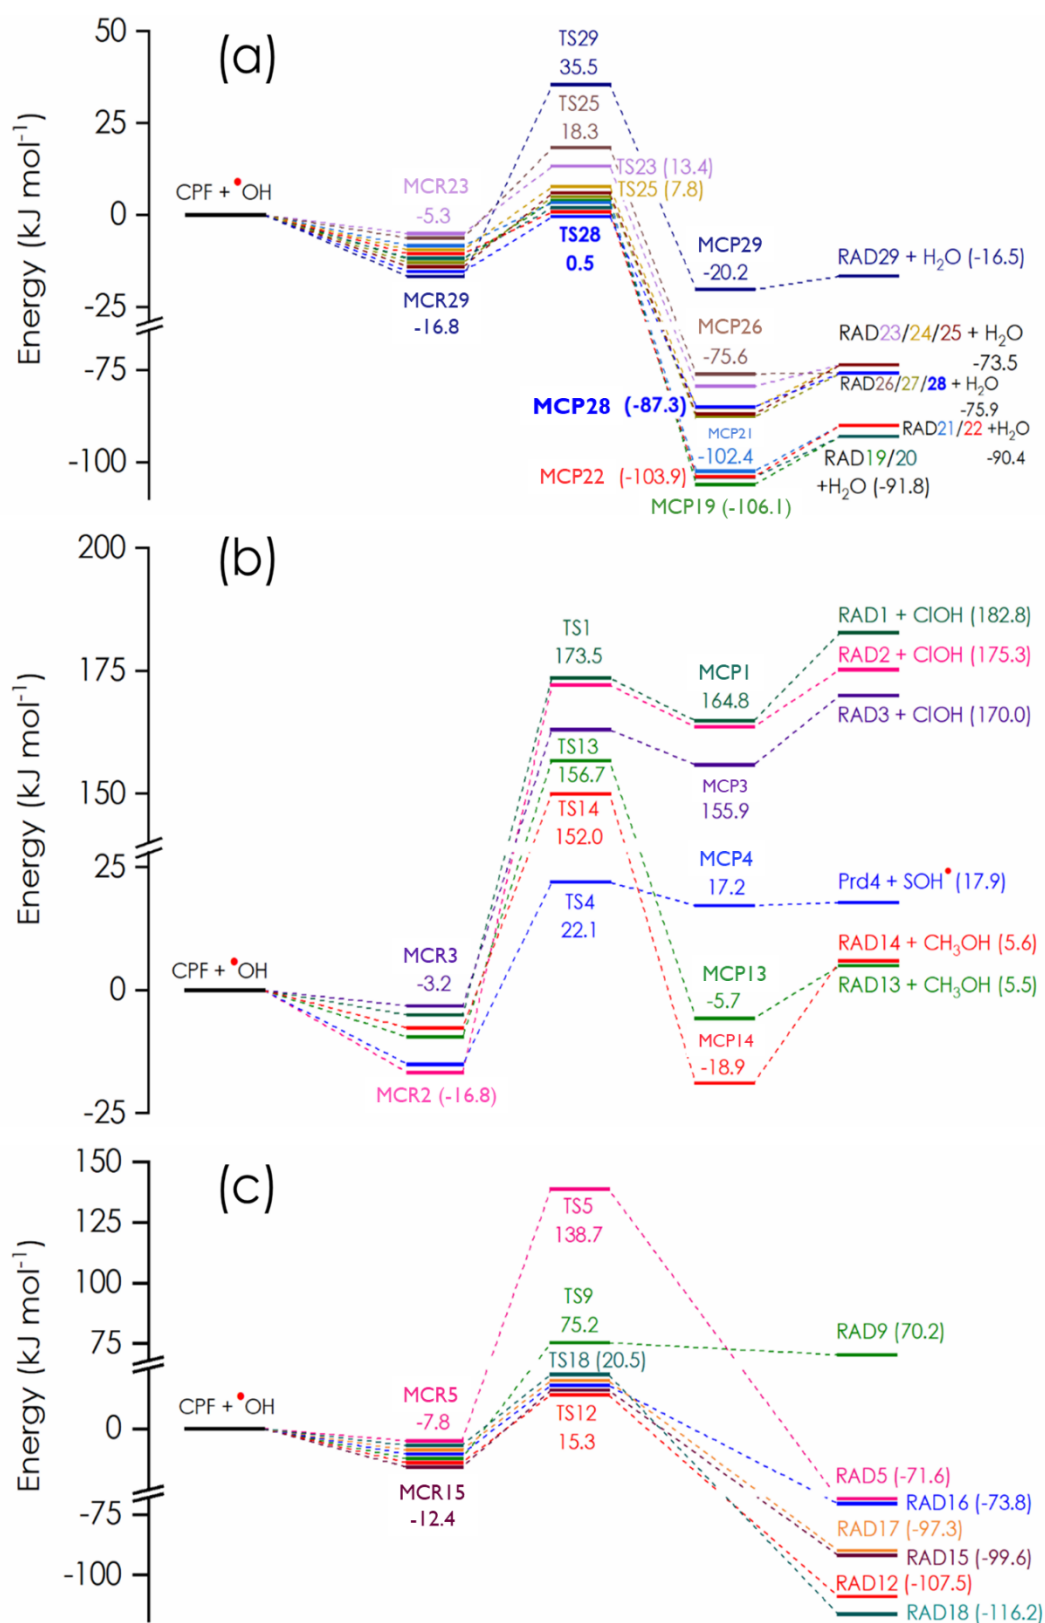 (a)
Energy (kJ mol⁻¹)
50
25
0
-25
-75
-100
CPF + •OH
MCR23
-5.3
MCR29
-16.8
TS29
35.5
TS25
18.3
TS23 (13.4)
TS25 (7.8)
TS28
0.5
MCP29
-20.2
RAD29 + H₂O (-16.5)
MCP26
-75.6
RAD23/24/25 + H₂O
-73.5
RAD26/27/28 + H₂O
-75.9
MCP28 (-87.3)
MCP21
-102.4
RAD21/22 +H₂O
-90.4
MCP22 (-103.9)
RAD19/20
+H₂O (-91.8)
MCP19 (-106.1)
(b)
Energy (kJ mol⁻¹)
200
175
150
25
0
-25
CPF + •OH
MCR3
-3.2
MCR2 (-16.8)
TS1
173.5
TS13
156.7
TS14
152.0
TS4
22.1
MCP1
164.8
MCP3
155.9
MCP4
17.2
MCP13
-5.7
MCP14
-18.9
RAD1 + ClOH (182.8)
RAD2 + ClOH (175.3)
RAD3 + ClOH (170.0)
Prd4 + SOH• (17.9)
RAD14 + CH₃OH (5.6)
RAD13 + CH₃OH (5.5)
(c)
Energy (kJ mol⁻¹)
150
125
100
75
0
-75
-100
CPF + •OH
MCR5
-7.8
MCR15
-12.4
TS5
138.7
TS9
75.2
TS18 (20.5)
TS12
15.3
RAD9 (70.2)
RAD5 (-71.6)
RAD16 (-73.8)
RAD17 (-97.3)
RAD15 (-99.6)
RAD12 (-107.5)
RAD18 (-116.2)